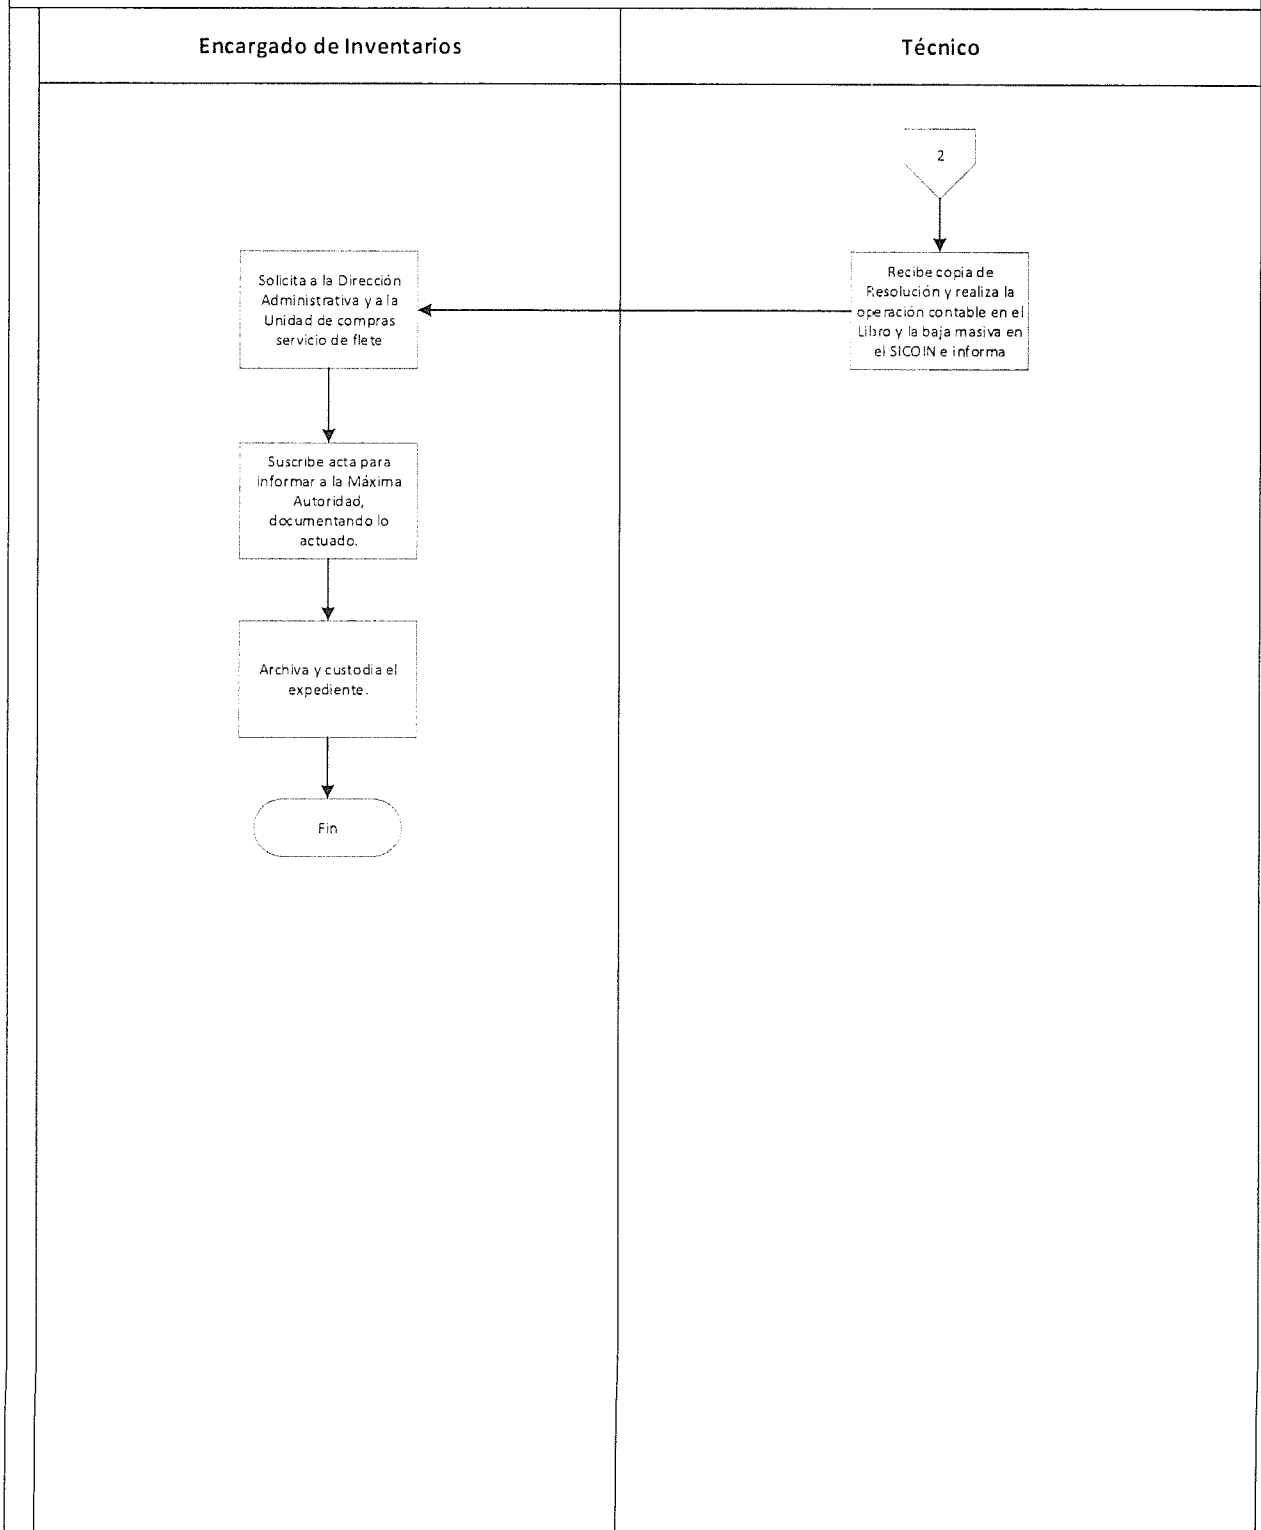 Encargado de Inventarios
Técnico
2
Recibe copia de
Resolución y realiza la
operación contable en el
Libro y la baja masiva en
el SICOIN e informa
Solicita a la Dirección
Administrativa y a la
Unidad de compras
servicio de flete
Suscribe acta para
informar a la Máxima
Autoridad,
documentando lo
actuado.
Archiva y custodia el
expediente.
Fin